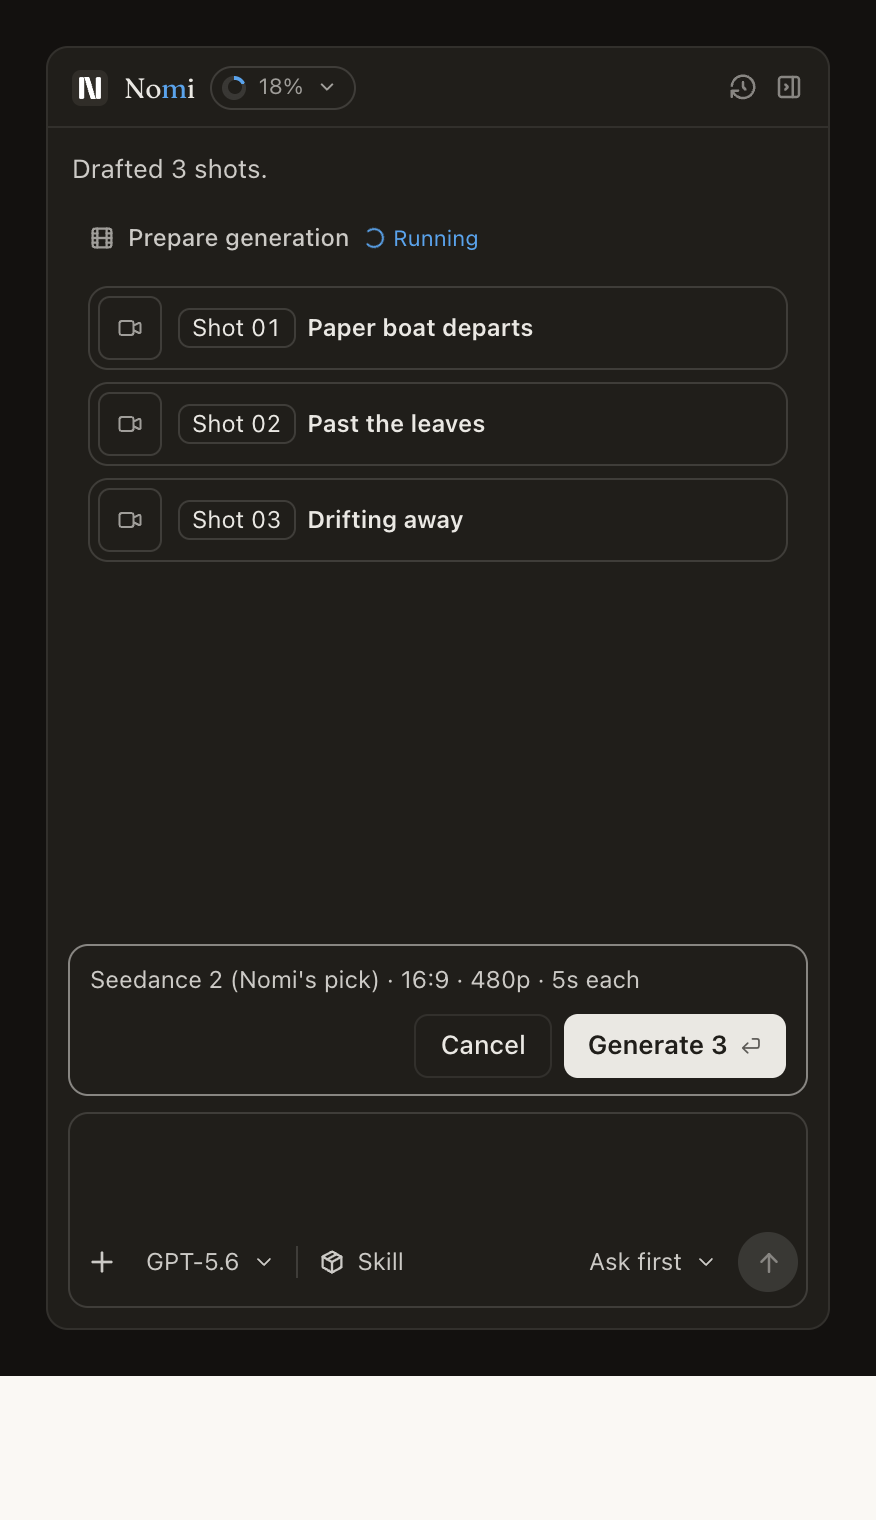 Nomi 18%
Drafted 3 shots.
Prepare generation Running
Shot 01 Paper boat departs
Shot 02 Past the leaves
Shot 03 Drifting away
Seedance 2 (Nomi's pick) · 16:9 · 480p · 5s each
Cancel Generate 3
GPT-5.6 Skill Ask first